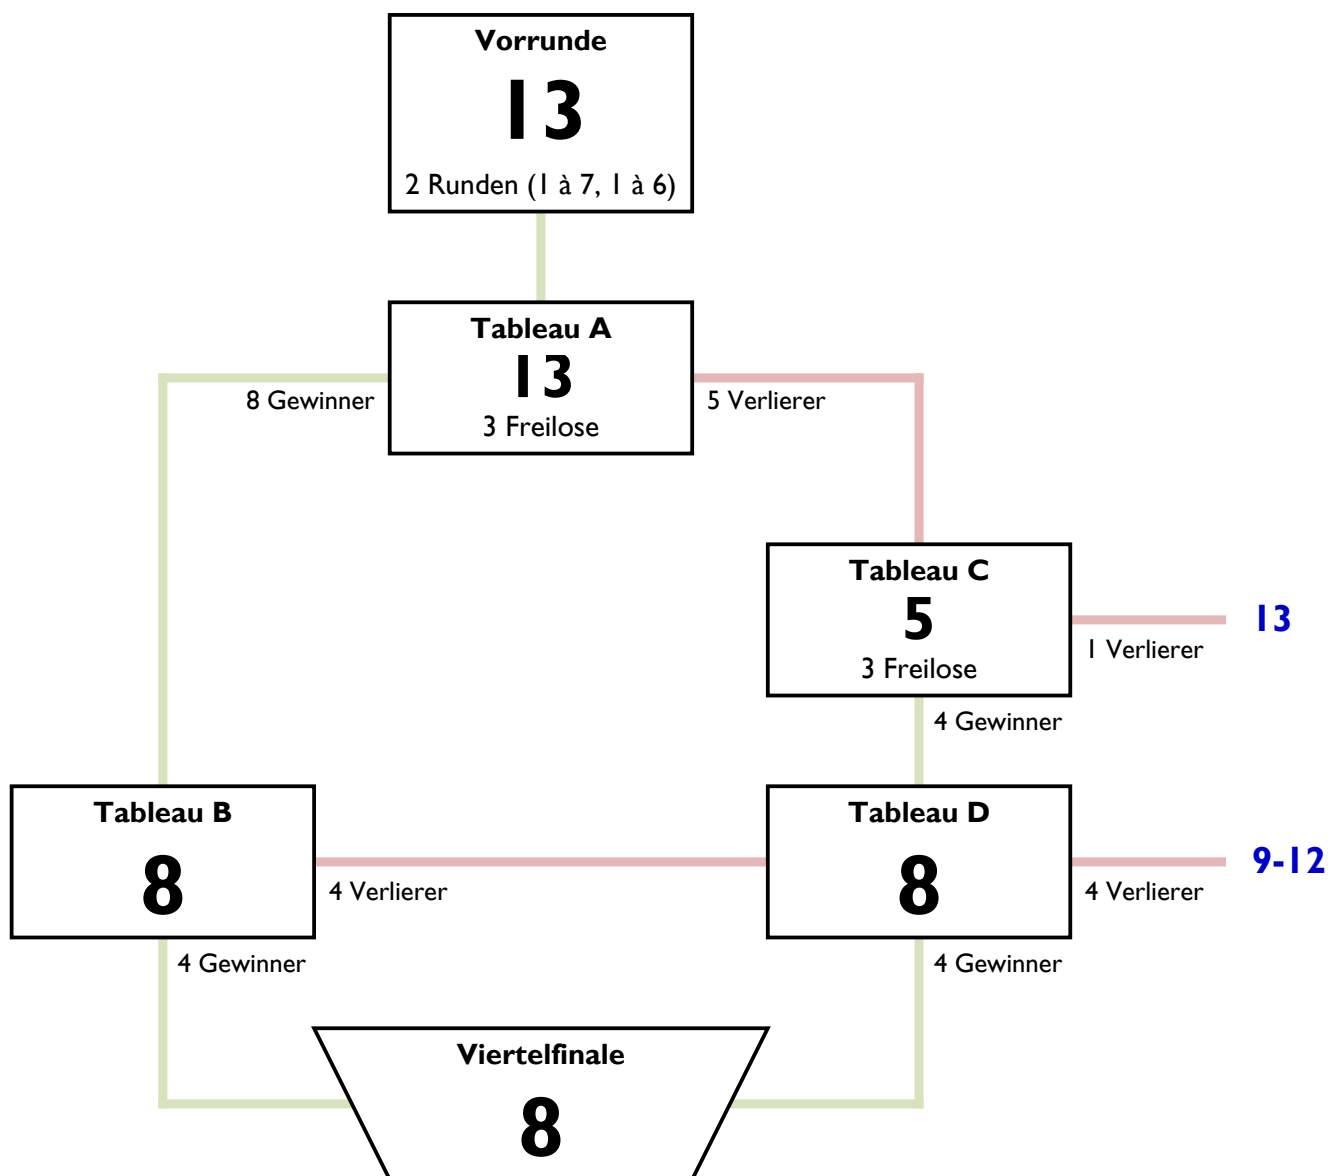 Vorrunde
13
2 Runden (1 à 7, 1 à 6)
Tableau A
13
3 Freilose
8 Gewinner
5 Verlierer
Tableau C
5
3 Freilose
13
1 Verlierer
4 Gewinner
Tableau B
8
4 Verlierer
4 Gewinner
Tableau D
8
9-12
4 Verlierer
4 Gewinner
Viertelfinale
8